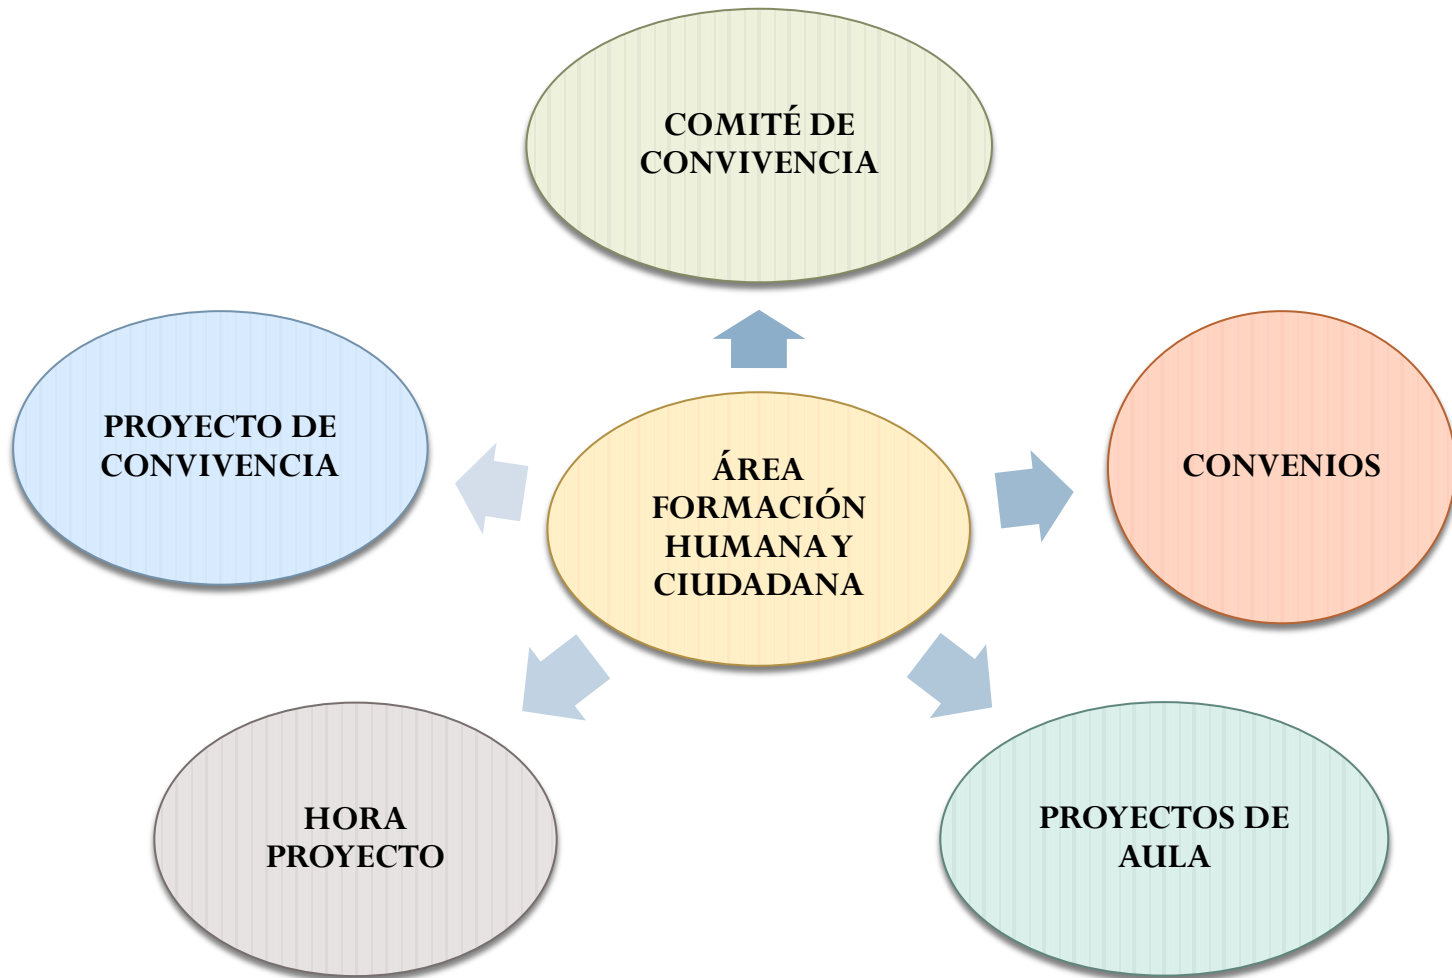 COMITÉ DE
CONVIVENCIA
PROYECTO DE
CONVIVENCIA
ÁREA
FORMACIÓN
HUMANA Y
CIUDADANA
CONVENIOS
HORA
PROYECTO
PROYECTOS DE
AULA